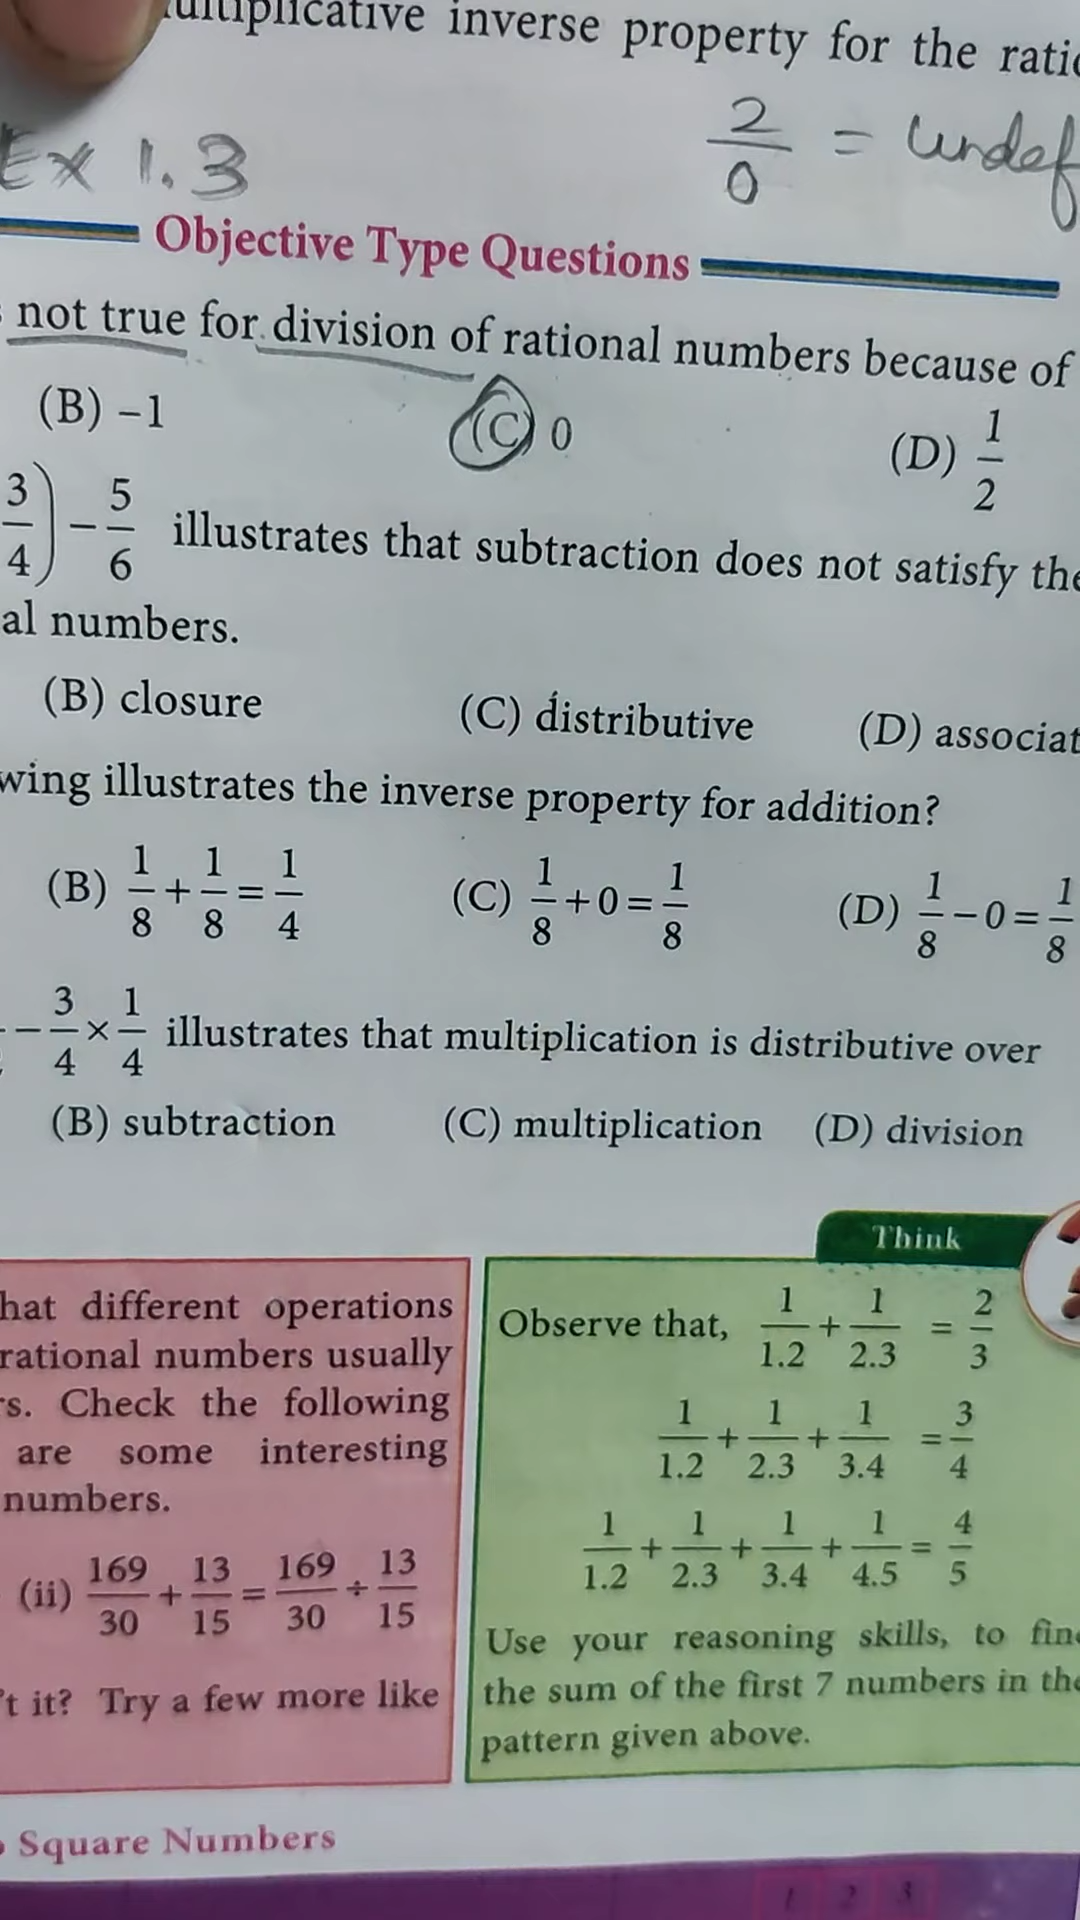 inverse property for the
Ex 1.3
2/0 = undef
Objective Type Questions
not true for division of rational numbers because of
(B) –1 (C) 0 (D) 1/2
3/4) – 5/6 illustrates that subtraction does not satisfy the
al numbers.
(B) closure (C) distributive (D) associat
wing illustrates the inverse property for addition?
(B) 1/8 + 1/8 = 1/4 (C) 1/8 + 0 = 1/8 (D) 1/8 – 0 = 1/8
– 3/4 × 1/4 illustrates that multiplication is distributive over
(B) subtraction (C) multiplication (D) division
hat different operations
rational numbers usually
rs. Check the following
are some interesting
numbers.
(ii) 169/30 + 13/15 = 169/30 ÷ 13/15
't it? Try a few more like
Think
Observe that, 1/1.2 + 1/2.3 = 2/3
1/1.2 + 1/2.3 + 1/3.4 = 3/4
1/1.2 + 1/2.3 + 1/3.4 + 1/4.5 = 4/5
Use your reasoning skills, to find
the sum of the first 7 numbers in the
pattern given above.
Square Numbers
1 2 3